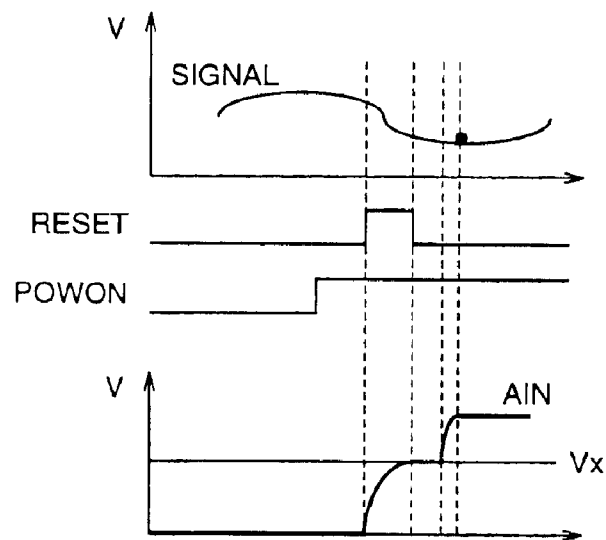 V
SIGNAL
RESET
POWON
V
AIN
Vx